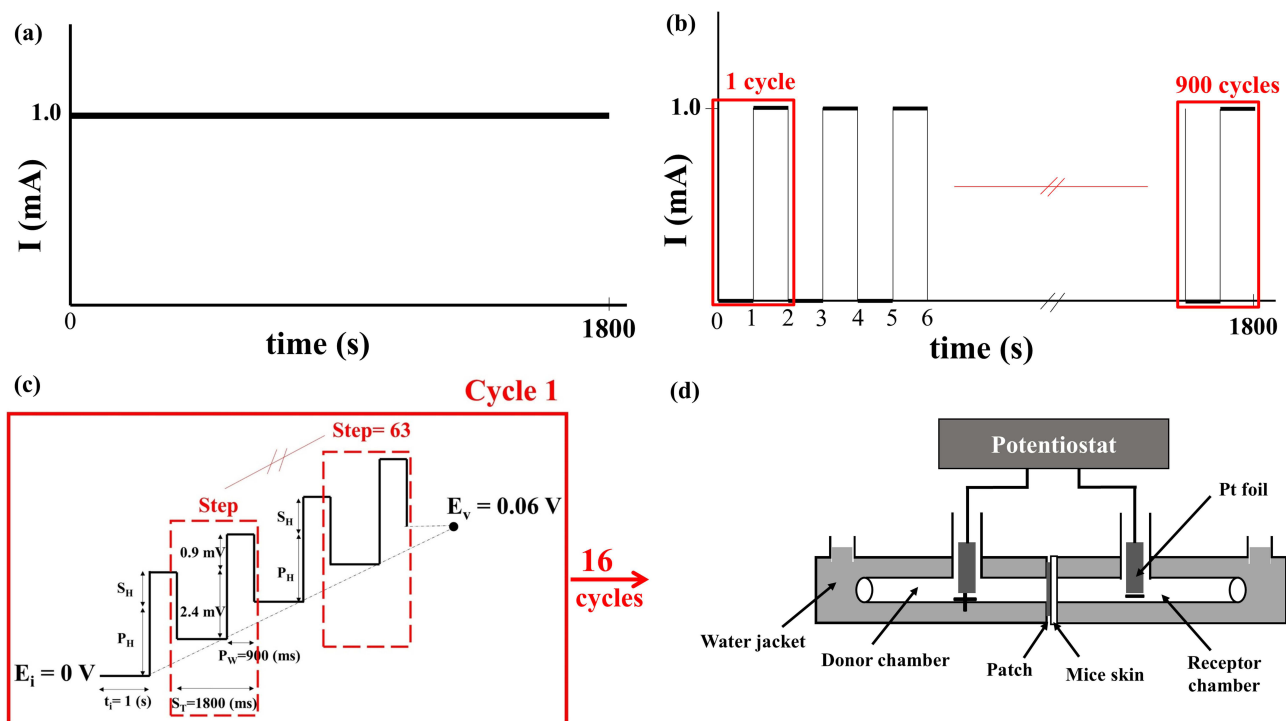 (a)
1.0
I (mA)
0
1800
time (s)
(b)
1 cycle
900 cycles
1.0
I (mA)
0
1
2
3
4
5
6
1800
time (s)
(c)
Cycle 1
Step= 63
Step
S_H
P_H
0.9 mV
2.4 mV
S_H
P_H
E_v = 0.06 V
E_i = 0 V
P_W=900 (ms)
t_i= 1 (s)
S_T=1800 (ms)
16
cycles
(d)
Potentiostat
Pt foil
Water jacket
Donor chamber
Patch
Mice skin
Receptor
chamber